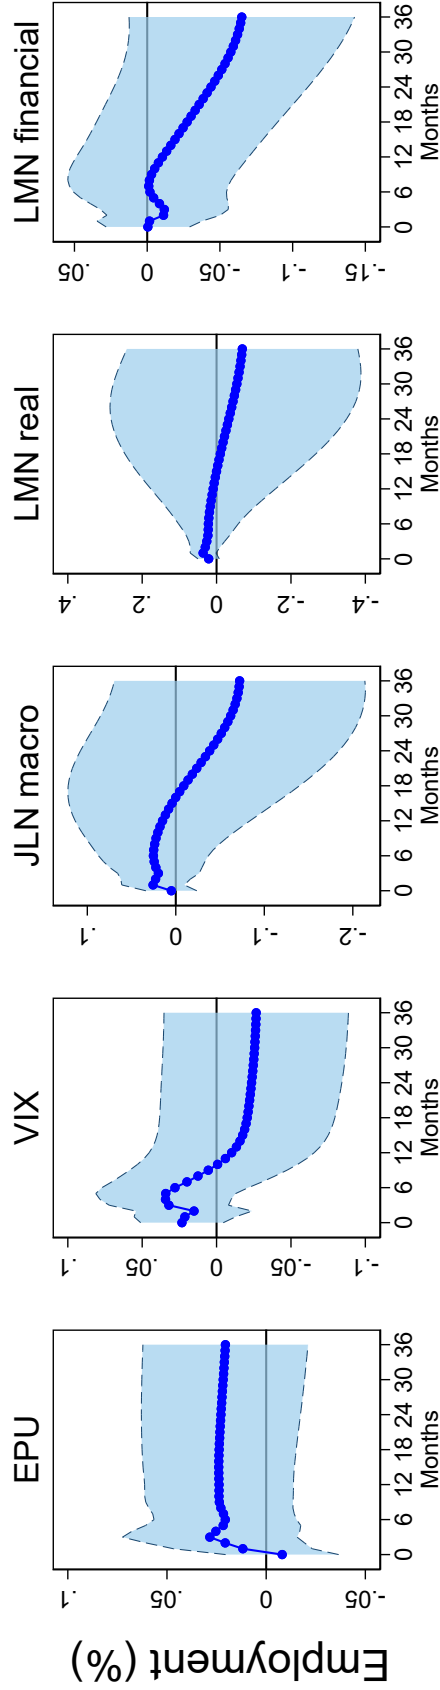 Employment (%)
EPU
.1
.05
0
-.05
0 6 12 18 24 30 36
Months
VIX
.1
.05
0
-.05
-.1
0 6 12 18 24 30 36
Months
JLN macro
.1
0
-.1
-.2
0 6 12 18 24 30 36
Months
LMN real
.4
.2
0
-.2
-.4
0 6 12 18 24 30 36
Months
LMN financial
.05
0
-.05
-.1
-.15
0 6 12 18 24 30 36
Months